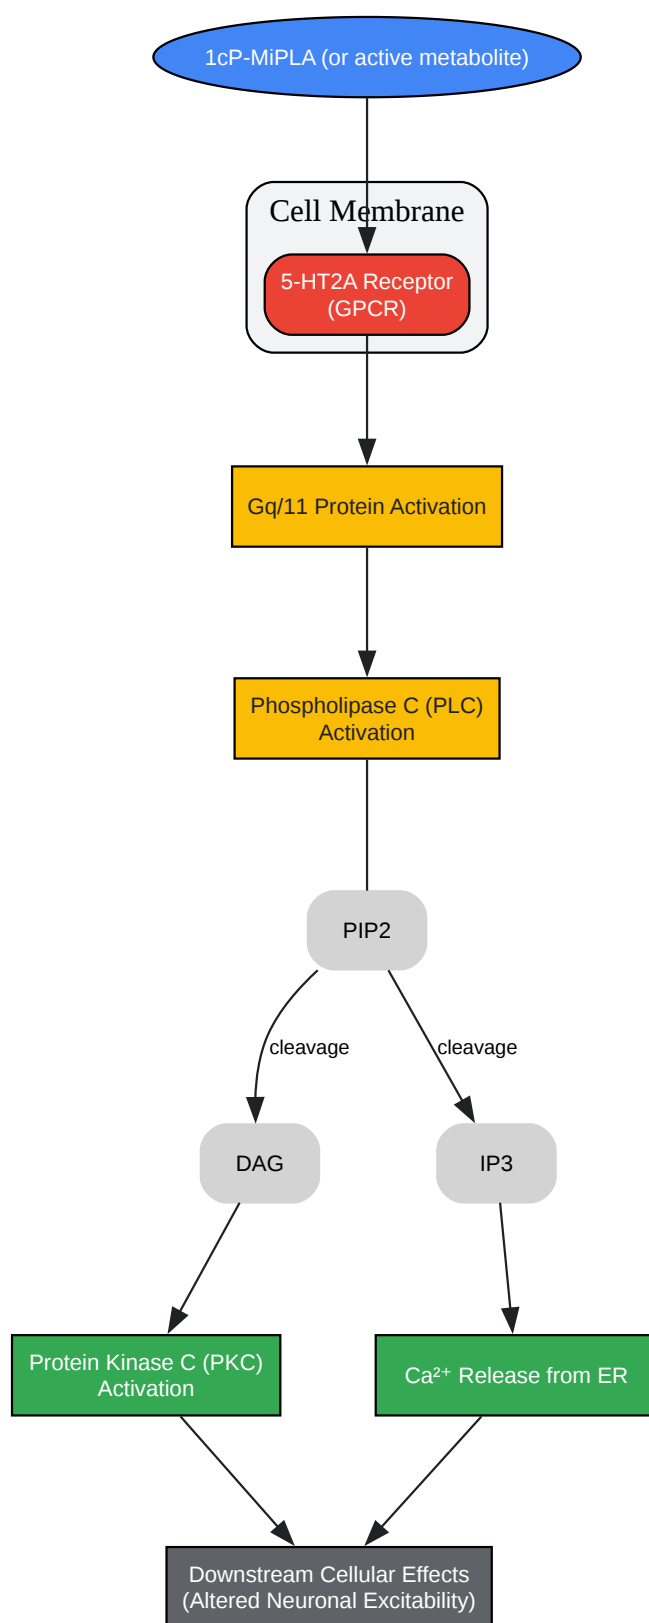 1cP-MiPLA (or active metabolite)
Cell Membrane
5-HT2A Receptor
(GPCR)
Gq/11 Protein Activation
Phospholipase C (PLC)
Activation
PIP2
cleavage
cleavage
DAG
IP3
Protein Kinase C (PKC)
Activation
Ca²⁺ Release from ER
Downstream Cellular Effects
(Altered Neuronal Excitability)